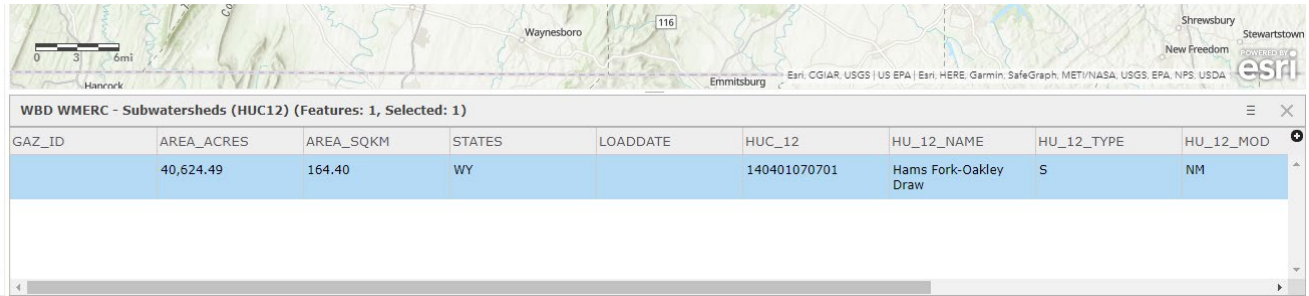 116
Waynesboro
Shrewsbury
Stewartstown
New Freedom
0 3 6mi
Hancock
Emmitsburg
Esri, CGIAR, USGS | US EPA | Esri, HERE, Garmin, SafeGraph, METI/NASA, USGS, EPA, NPS, USDA
POWERED BY
esri
WBD WMERC - Subwatersheds (HUC12) (Features: 1, Selected: 1)
GAZ_ID AREA_ACRES AREA_SQKM STATES LOADDATE HUC_12 HU_12_NAME HU_12_TYPE HU_12_MOD
40,624.49 164.40 WY 140401070701 Hams Fork-Oakley S NM
Draw